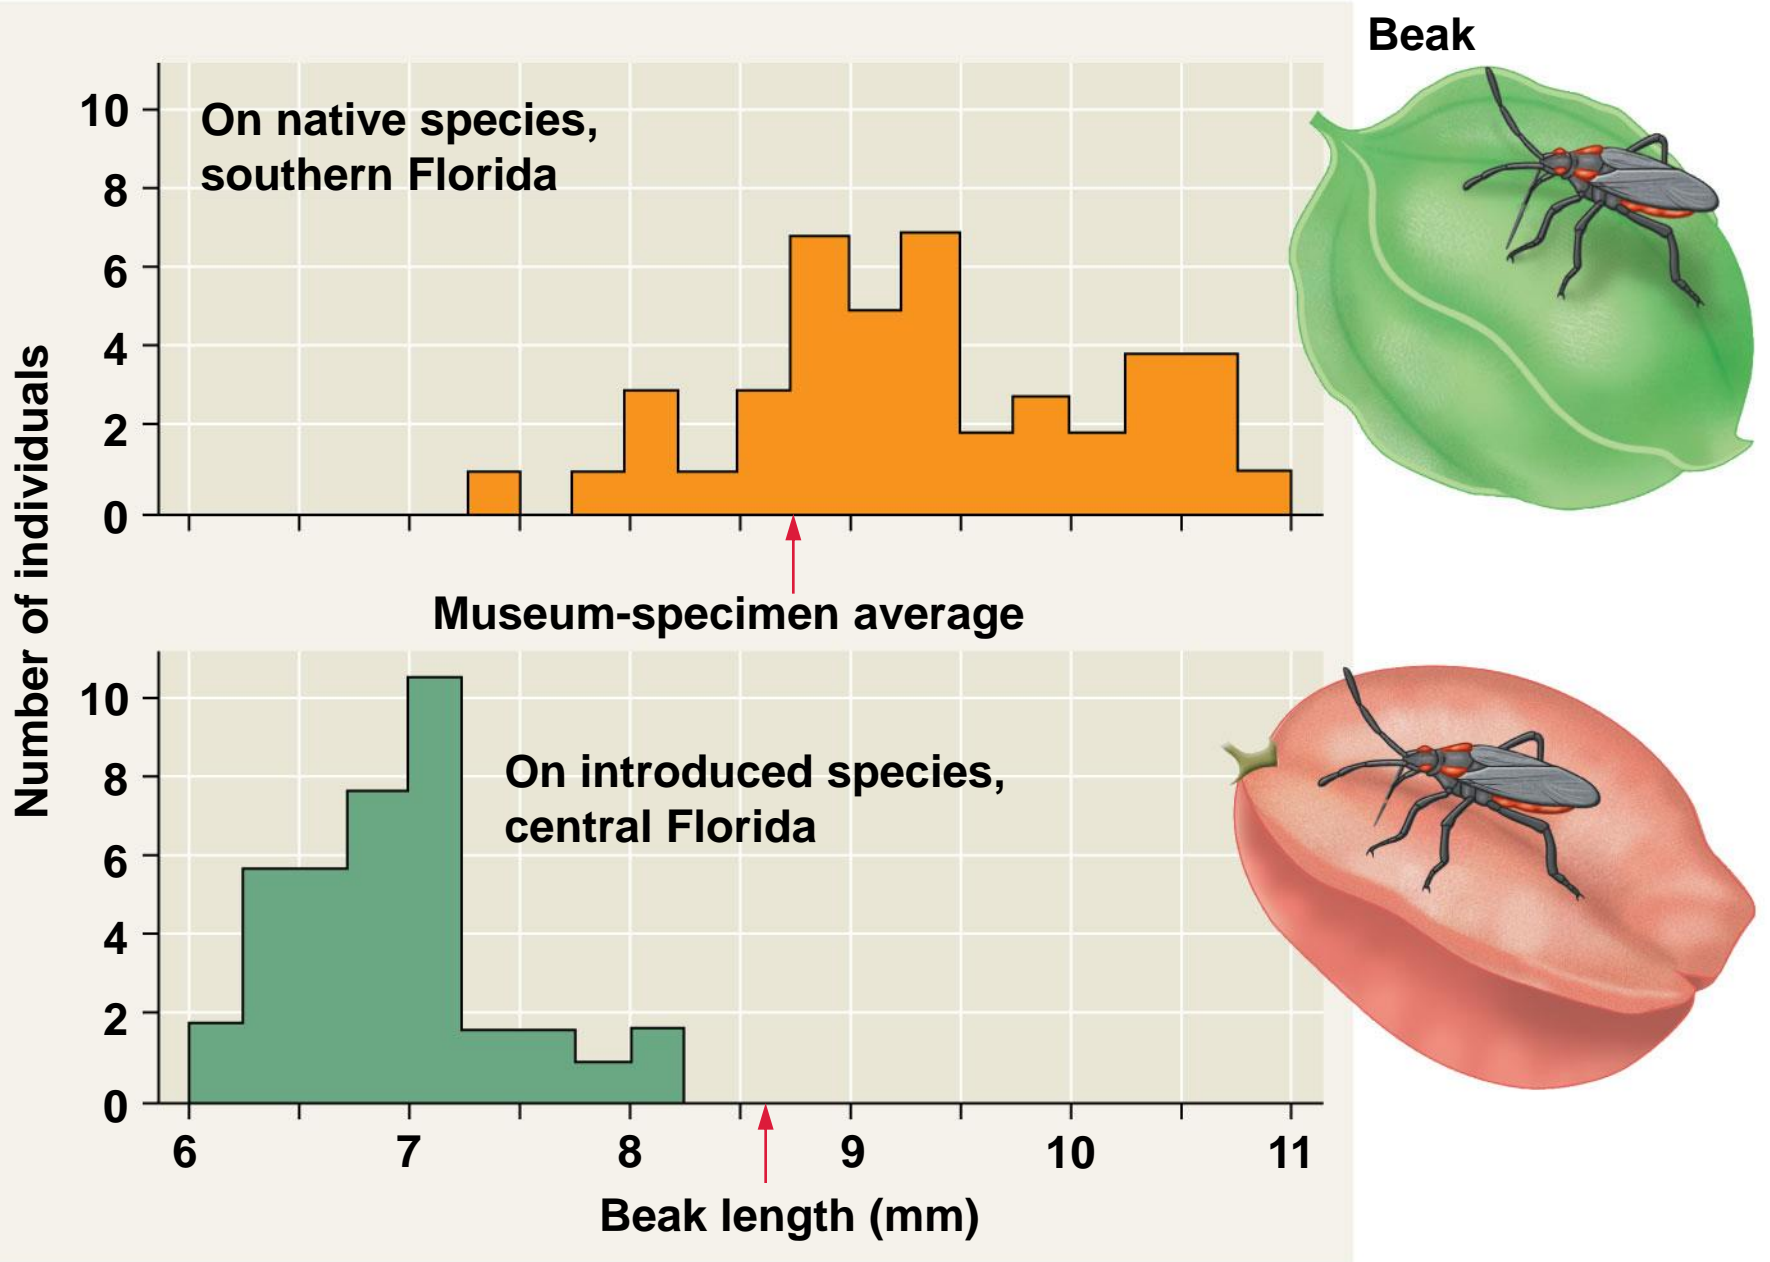 Beak
10
On native species,
southern Florida
8
6
4
2
0
Museum-specimen average
Number of individuals
10
On introduced species,
central Florida
8
6
4
2
0
6 7 8 9 10 11
Beak length (mm)